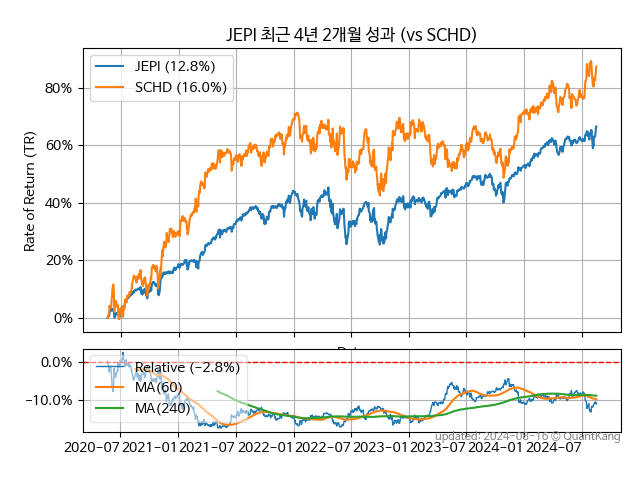 JEPI 최근 4년 2개월 성과 (vs SCHD)
JEPI (12.8%)
SCHD (16.0%)
Rate of Return (TR)
80%
60%
40%
20%
0%
Relative (−2.8%)
MA(60)
MA(240)
0.0%
−10.0%
2020−07 2021−01 2021−07 2022−01 2022−07 2023−01 2023−07 2024−01 2024−07
updated: 2024−08−16 © QuantKang